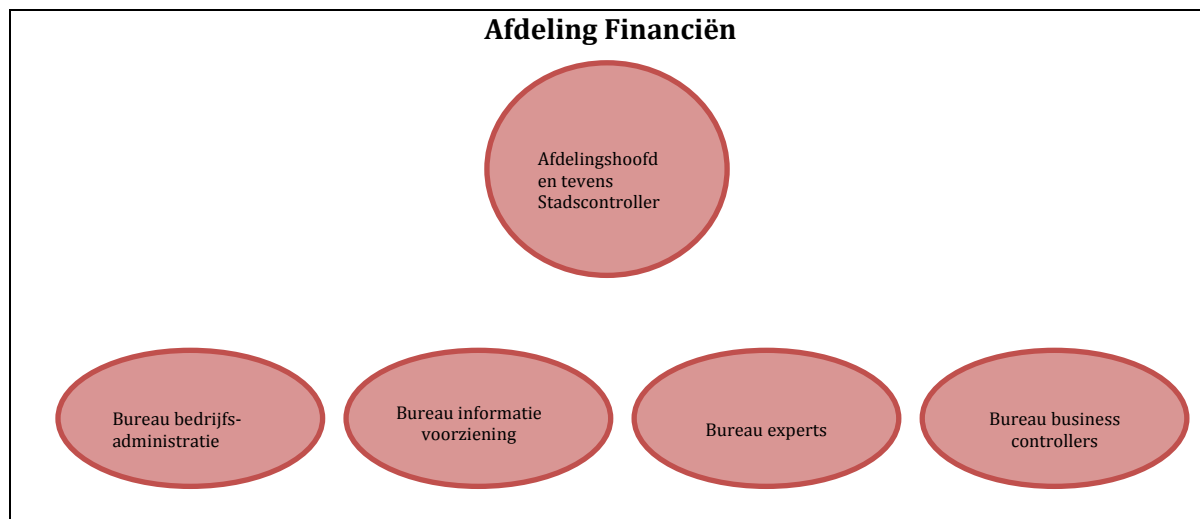 Afdeling Financiën
Afdelingshoofd
en tevens
Stadscontroller
Bureau bedrijfs-
administratie
Bureau informatie
voorziening
Bureau experts
Bureau business
controllers